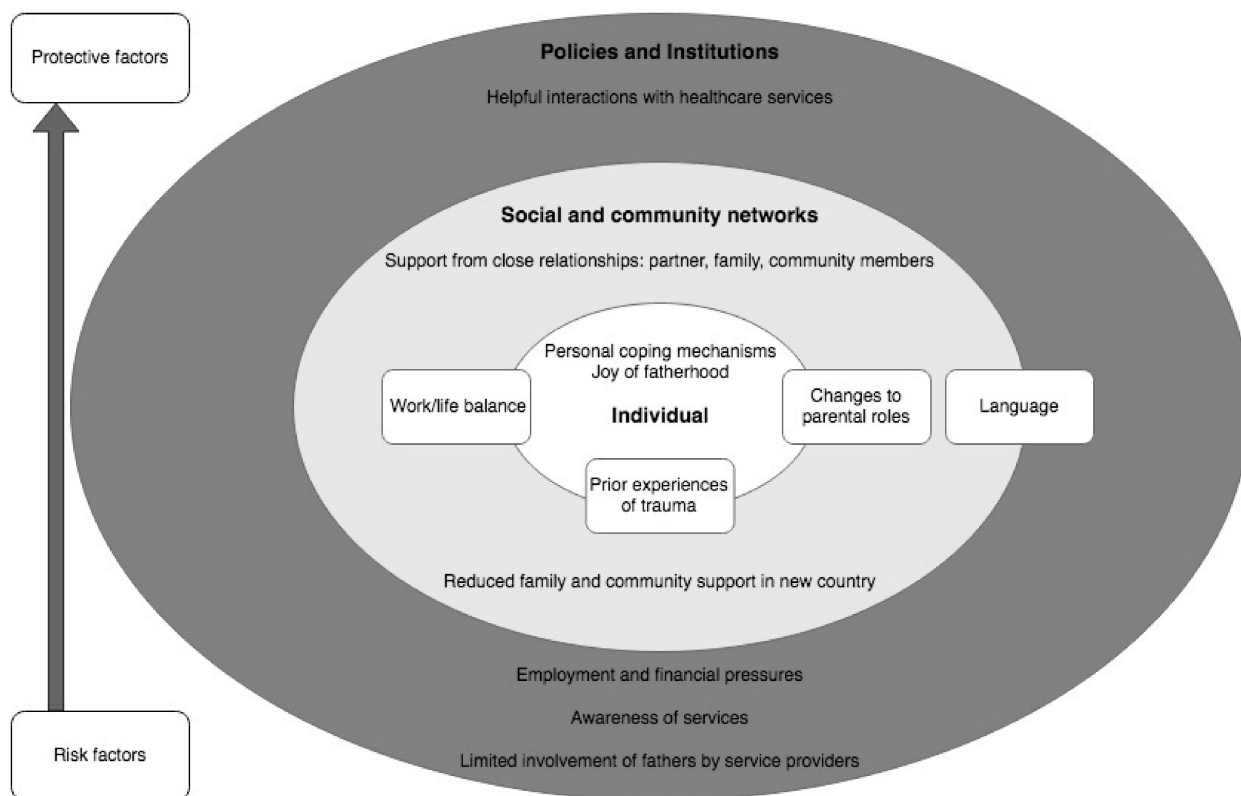 Protective factors
Policies and Institutions
Helpful interactions with healthcare services
Social and community networks
Support from close relationships: partner, family, community members
Personal coping mechanisms
Joy of fatherhood
Individual
Work/life balance
Changes to
parental roles
Language
Prior experiences
of trauma
Reduced family and community support in new country
Employment and financial pressures
Awareness of services
Limited involvement of fathers by service providers
Risk factors